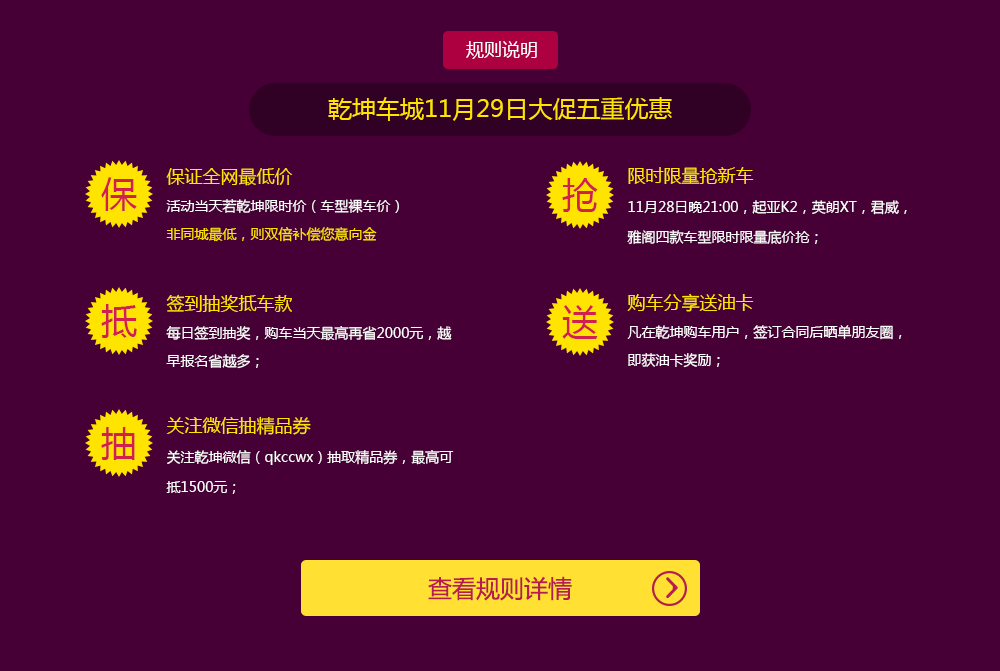 规则说明
乾坤车城11月29日大促五重优惠
保
保证全网最低价
活动当天若乾坤限时价（车型裸车价）
非同城最低，则双倍补偿您意向金
抢
限时限量抢新车
11月28日晚21:00，起亚K2，英朗XT，君威，
雅阁四款车型限时限量底价抢；
抵
签到抽奖抵车款
每日签到抽奖，购车当天最高再省2000元，越
早报名省越多；
送
购车分享送油卡
凡在乾坤购车用户，签订合同后晒单朋友圈，
即获油卡奖励；
抽
关注微信抽精品券
关注乾坤微信（qkccwx）抽取精品券，最高可
抵1500元；
查看规则详情